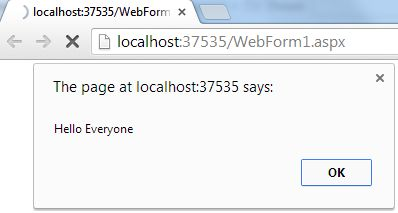 localhost:37535/WebForm
localhost:37535/WebForm1.aspx
The page at localhost:37535 says:
Hello Everyone
OK